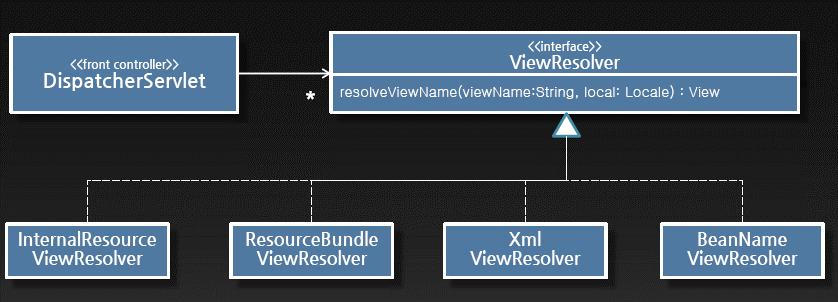 <<front controller>>
DispatcherServlet
*
<<interface>>
ViewResolver
resolveViewName(viewName:String, local: Locale) : View
InternalResource
ViewResolver
ResourceBundle
ViewResolver
Xml
ViewResolver
BeanName
ViewResolver